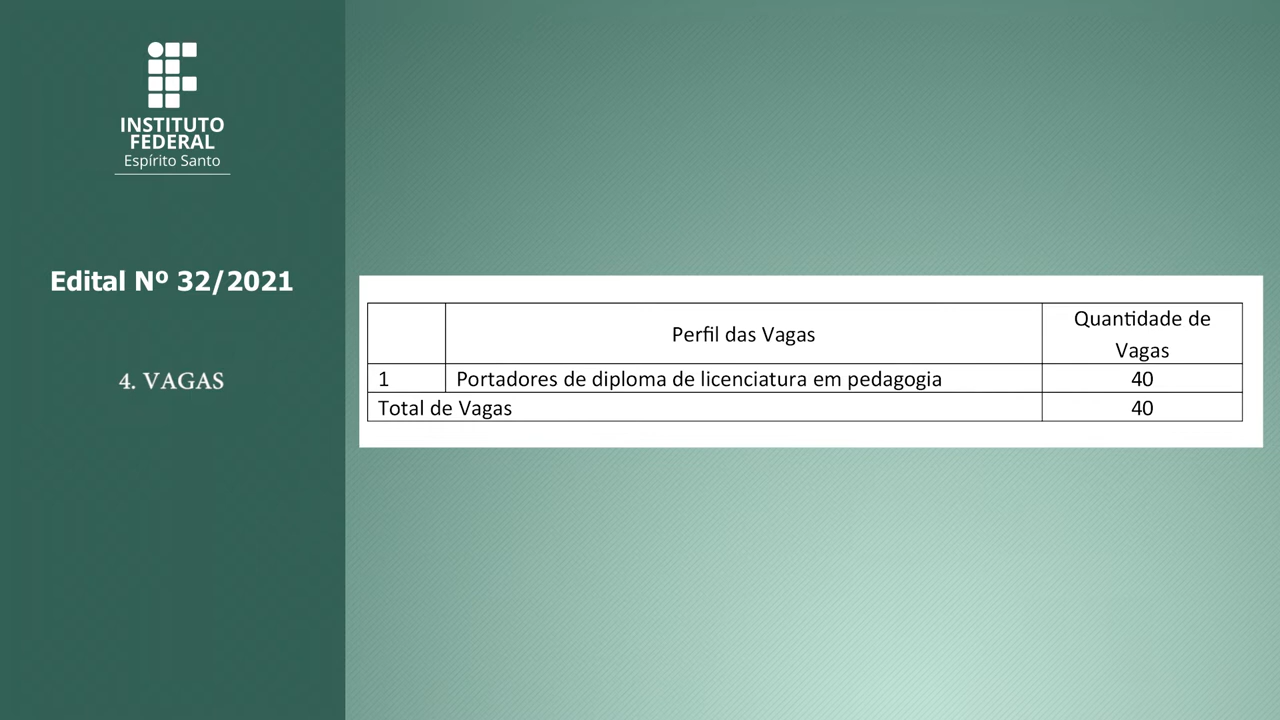 INSTITUTO
FEDERAL
Espírito Santo
Edital Nº 32/2021
4. VAGAS
Perfil das Vagas
Quantidade de
Vagas
1 Portadores de diploma de licenciatura em pedagogia 40
Total de Vagas 40